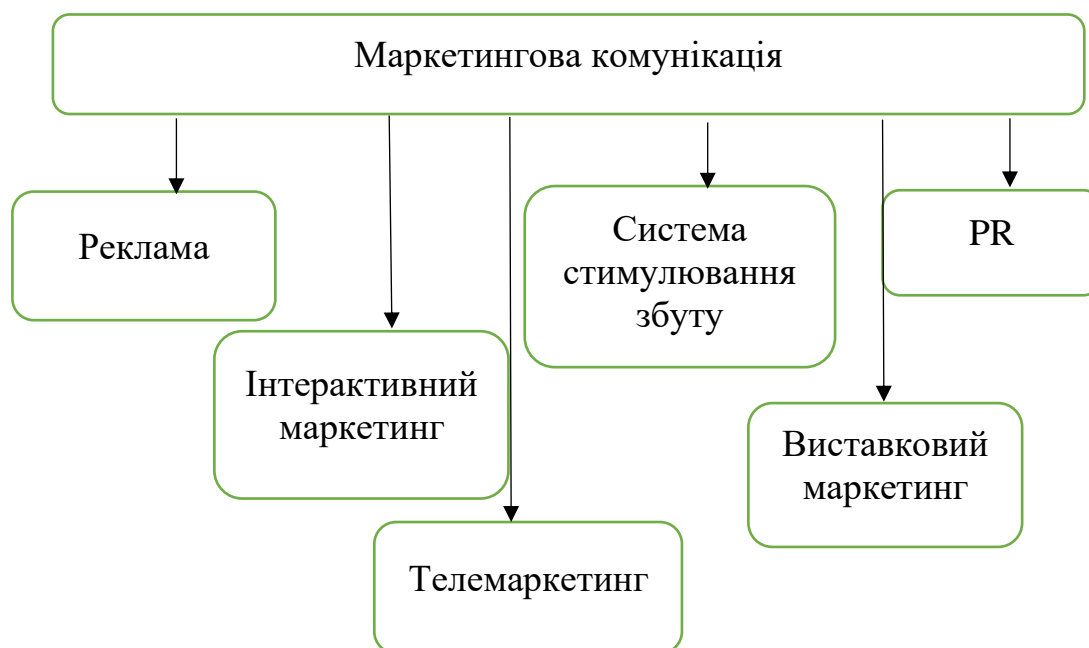 Маркетингова комунікація
Реклама
Система
стимулювання
збуту
PR
Інтерактивний
маркетинг
Виставковий
маркетинг
Телемаркетинг